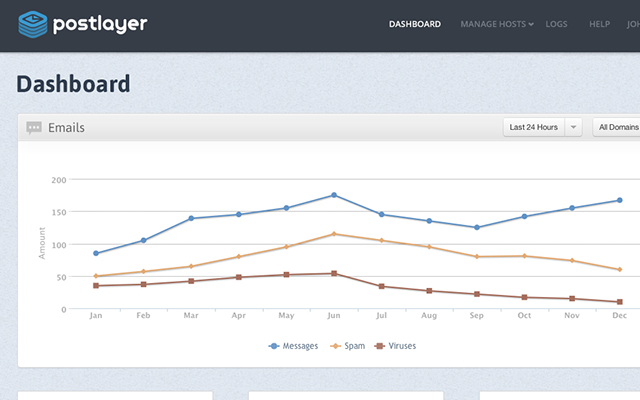 postlayer
DASHBOARD MANAGE HOSTS LOGS HELP
Dashboard
Emails
Last 24 Hours
All Domains
200
150
100
50
0
Amount
Jan Feb Mar Apr May Jun Jul Aug Sep Oct Nov Dec
Messages Spam Viruses